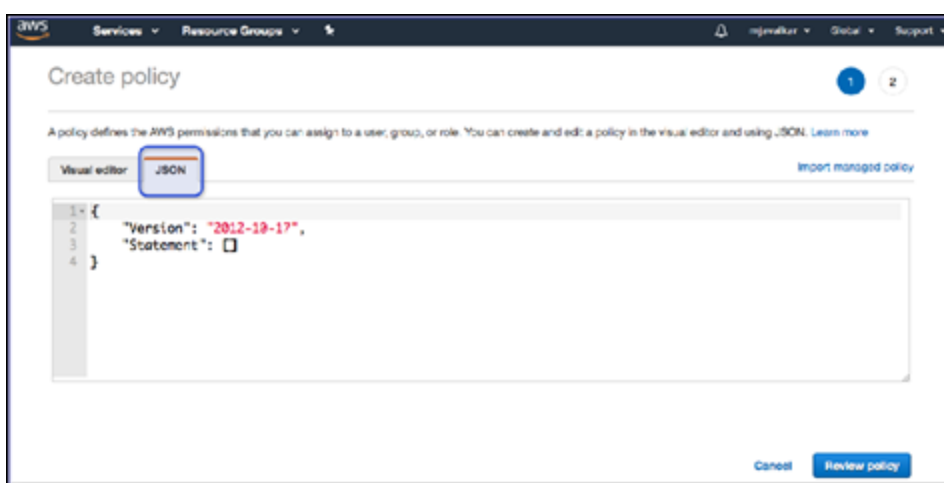 aws Services Resource Groups mjavalkar Global Support
Create policy 1 2
A policy defines the AWS permissions that you can assign to a user, group, or role. You can create and edit a policy in the visual editor and using JSON. Learn more
Visual editor JSON Import managed policy
1 {
2 "Version": "2012-10-17",
3 "Statement": []
4 }
Cancel Review policy